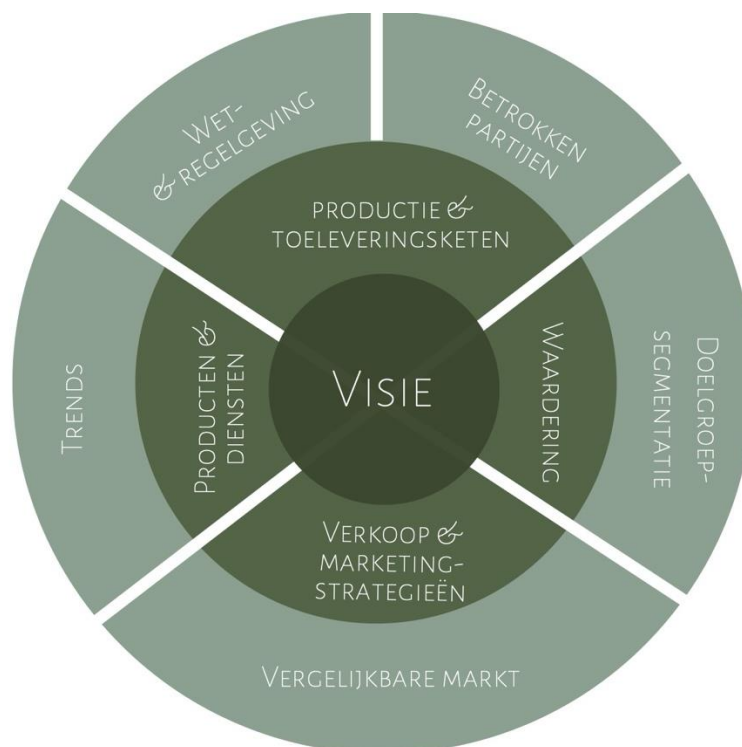 Wet-
& regelgeving
Betrokken
partijen
productie &
toeleveringsketen
Trends
Producten &
diensten
Visie
Waardering
Doelgroep-
segmentatie
Verkoop &
marketing-
strategieën
Vergelijkbare markt